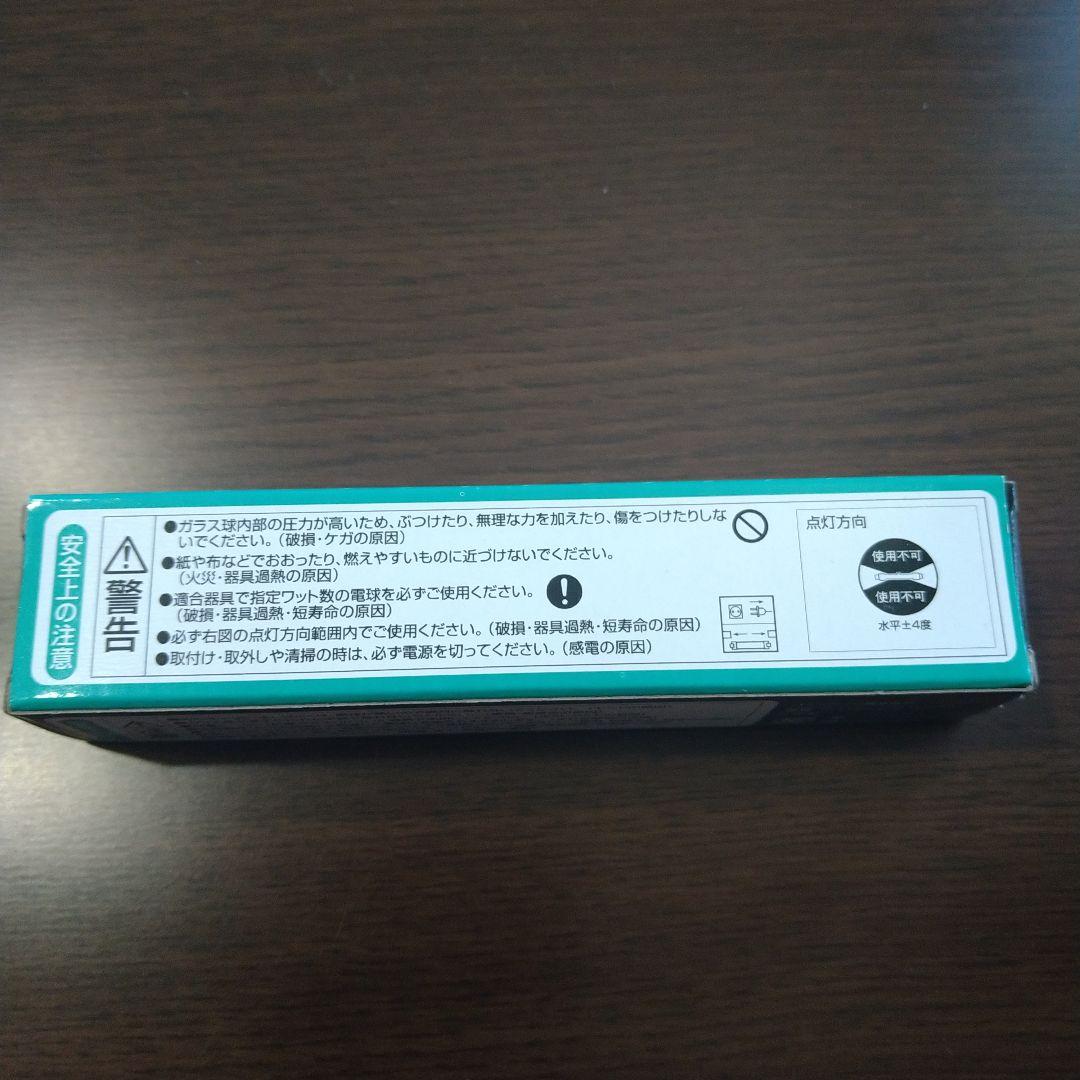 安全上の注意
警告
●ガラス球内部の圧力が高いため、ぶつけたり、無理な力を加えたり、傷をつけたりしな
いでください。(破損・ケガの原因)
●紙や布などでおおったり、燃えやすいものに近づけないでください。
(火災・器具過熱の原因)
●適合器具で指定ワット数の電球を必ずご使用ください。
(破損・器具過熱・短寿命の原因)
●必ず右図の点灯方向範囲内でご使用ください。(破損・器具過熱・短寿命の原因)
●取付け・取外しや清掃の時は、必ず電源を切ってください。(感電の原因)
点灯方向
使用不可
使用不可
水平±4度